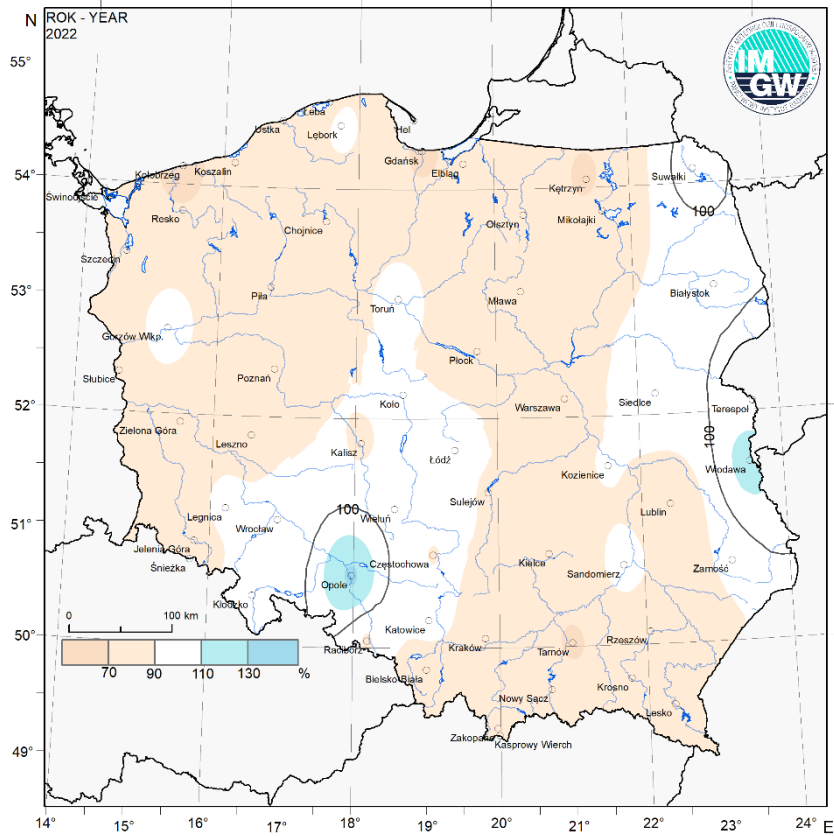 N
ROK - YEAR
2022
IMGW
55°
Łeba
Ustka
Lębork
Hel
Gdańsk
Elbląg
54°
Kołobrzeg
Koszalin
Kętrzyn
Suwałki
Świnoujście
Resko
Chojnice
Olsztyn
Mikołajki
100
Szczecin
53°
Piła
Toruń
Mława
Białystok
Gorzów Wlkp.
Płock
Słubice
Poznań
52°
Koło
Warszawa
Siedlce
Terespol
Zielona Góra
Leszno
Kalisz
Łódź
100
Włodawa
Kozienice
Legnica
100
Wieluń
Sulejów
Lublin
51°
Wrocław
Jelenia Góra
Śnieżka
Częstochowa
Kielce
Sandomierz
Zamość
Opole
Kłodzko
0 100 km
50°
Katowice
Racibórz
Kraków
Tarnów
Rzeszów
70 90 110 130 %
Bielsko-Biała
Nowy Sącz
Krosno
Lesko
49°
Zakopane
Kasprowy Wierch
14 15° 16° 17° 18° 19° 20° 21° 22° 23° 24° E